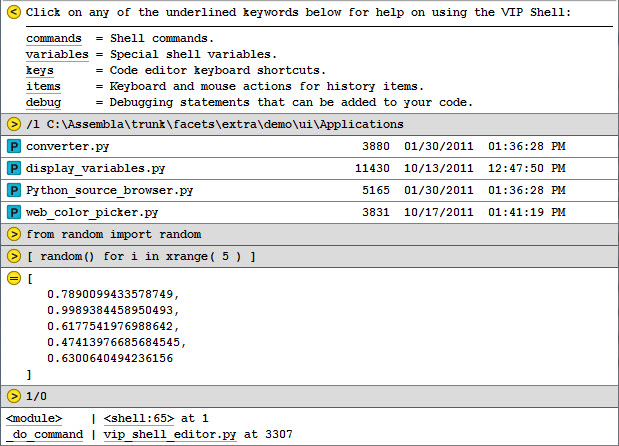 < Click on any of the underlined keywords below for help on using the VIP Shell:
commands = Shell commands.
variables = Special shell variables.
keys = Code editor keyboard shortcuts.
items = Keyboard and mouse actions for history items.
debug = Debugging statements that can be added to your code.
> /l C:\Assembla\trunk\facets\extra\demo\ui\Applications
P converter.py 3880 01/30/2011 01:36:28 PM
P display_variables.py 11430 10/13/2011 12:47:50 PM
P Python_source_browser.py 5165 01/30/2011 01:36:28 PM
P web_color_picker.py 3831 10/17/2011 01:41:19 PM
> from random import random
> [ random() for i in xrange( 5 ) ]
= [
0.7890099433578749,
0.9989384458950493,
0.6177541976988642,
0.47413976685684545,
0.6300640494236156
]
> 1/0
<module> | <shell:65> at 1
_do_command | vip_shell_editor.py at 3307